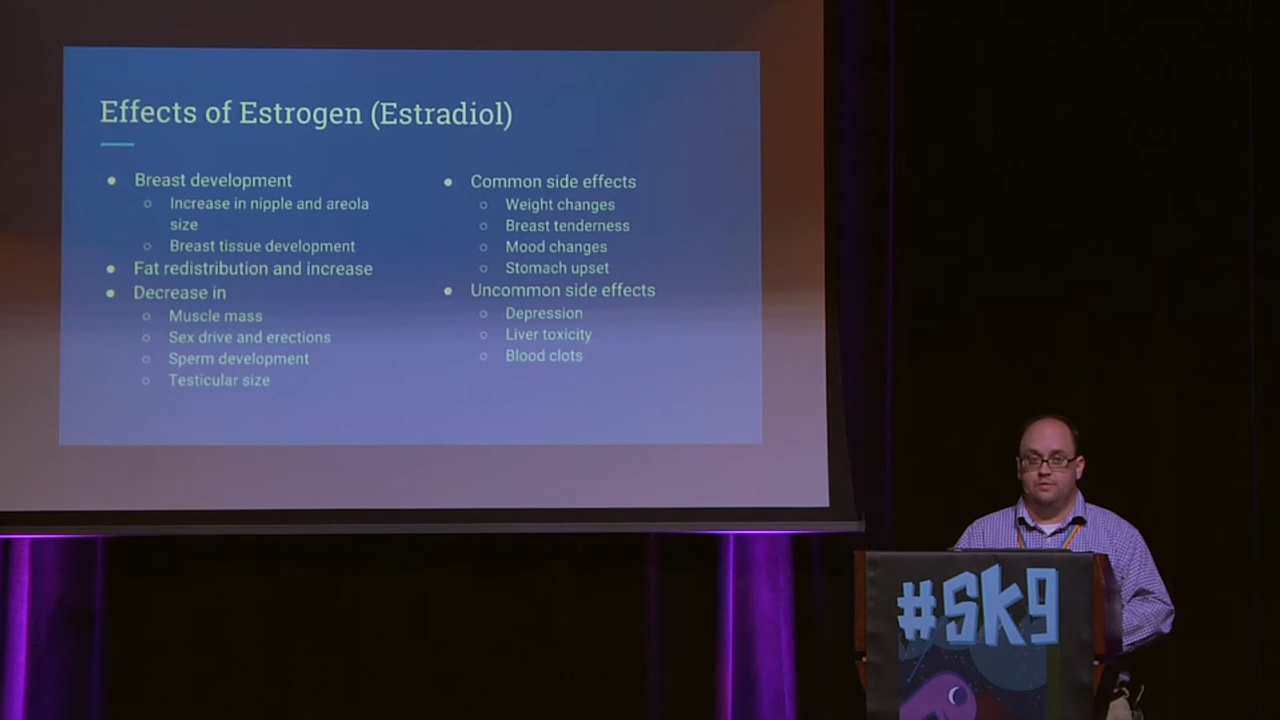 Effects of Estrogen (Estradiol)
● Breast development
○ Increase in nipple and areola
size
○ Breast tissue development
● Fat redistribution and increase
● Decrease in
○ Muscle mass
○ Sex drive and erections
○ Sperm development
○ Testicular size
● Common side effects
○ Weight changes
○ Breast tenderness
○ Mood changes
○ Stomach upset
● Uncommon side effects
○ Depression
○ Liver toxicity
○ Blood clots
#sk9